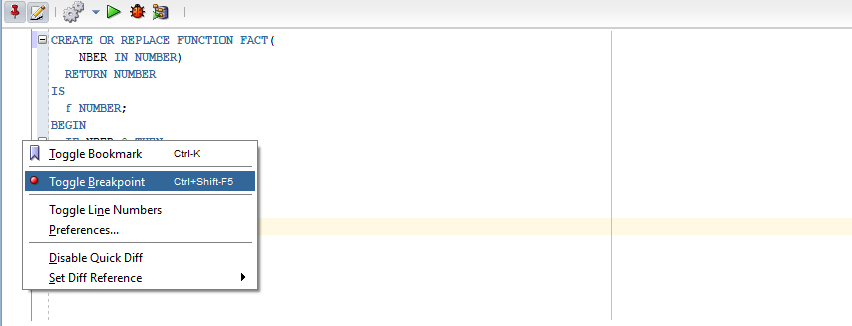 CREATE OR REPLACE FUNCTION FACT(
NBER IN NUMBER)
RETURN NUMBER
IS
f NUMBER;
BEGIN
Toggle Bookmark Ctrl-K
Toggle Breakpoint Ctrl+Shift-F5
Toggle Line Numbers
Preferences...
Disable Quick Diff
Set Diff Reference